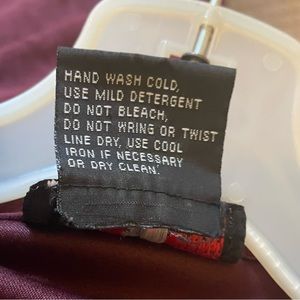 HAND WASH COLD,
USE MILD DETERGENT
DO NOT BLEACH,
DO NOT WRING OR TWIST
LINE DRY, USE COOL
IRON IF NECESSARY
OR DRY CLEAN.